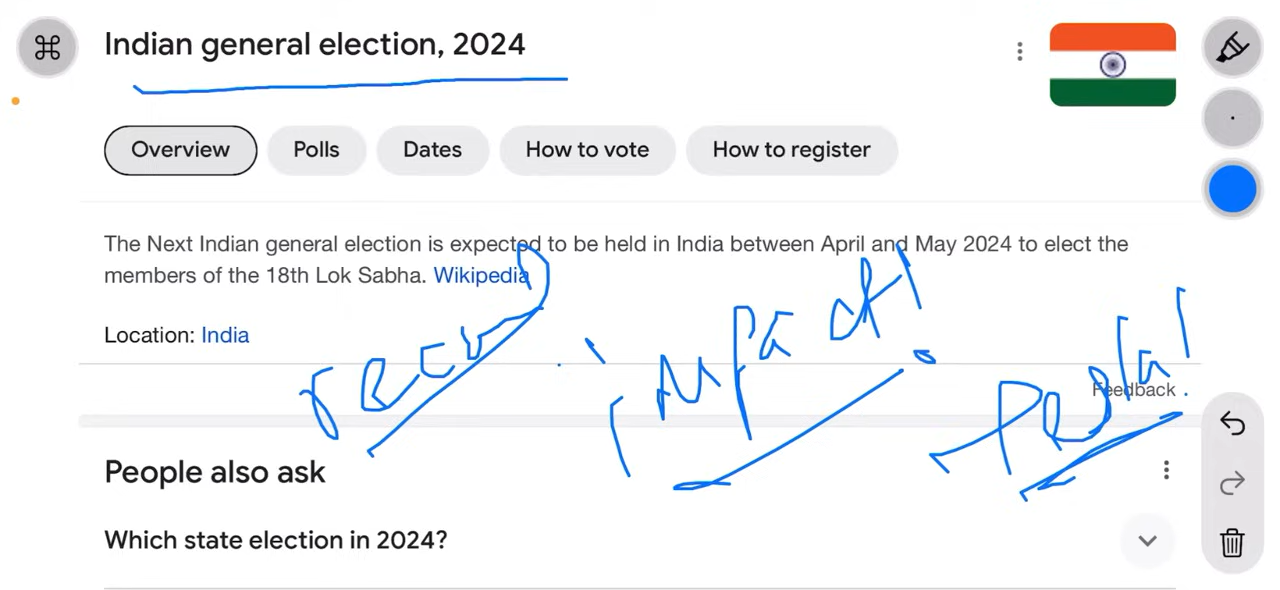 Indian general election, 2024
Overview Polls Dates How to vote How to register
The Next Indian general election is expected to be held in India between April and May 2024 to elect the
members of the 18th Lok Sabha. Wikipedia
Location: India
Feedback
People also ask
Which state election in 2024?